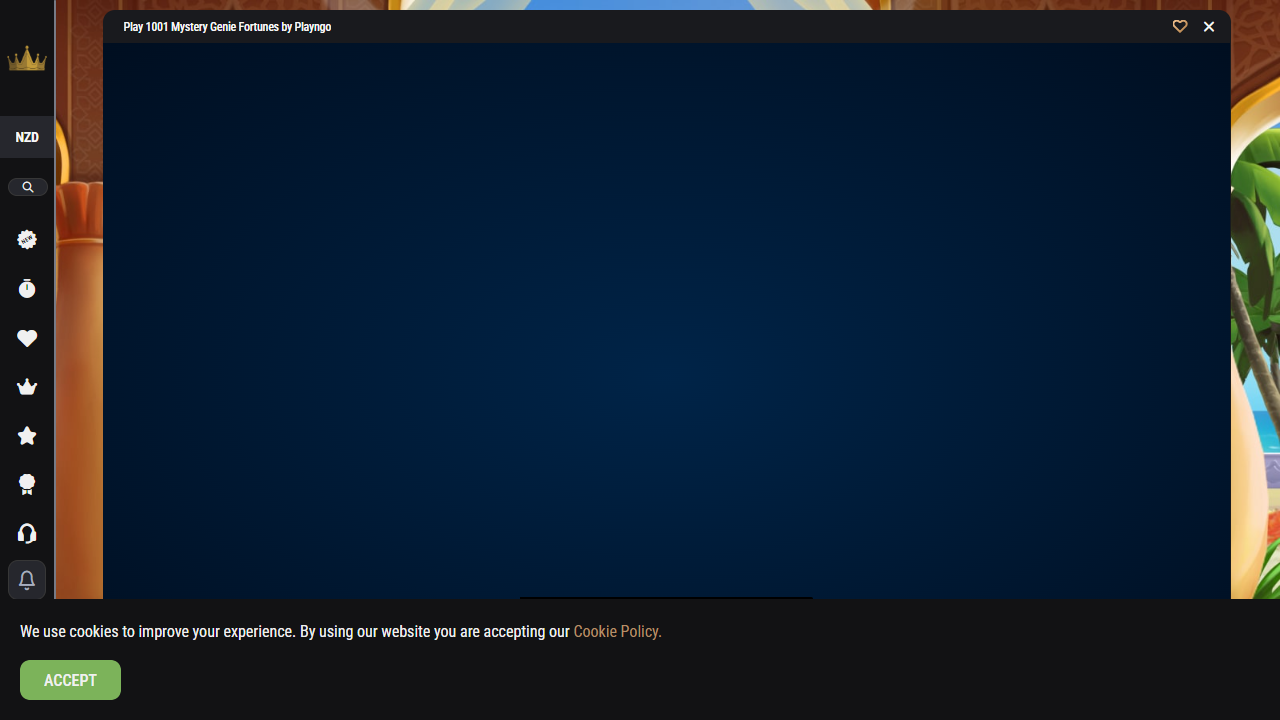 Play 1001 Mystery Genie Fortunes by Playngo
NZD
NEW
We use cookies to improve your experience. By using our website you are accepting our Cookie Policy.
ACCEPT